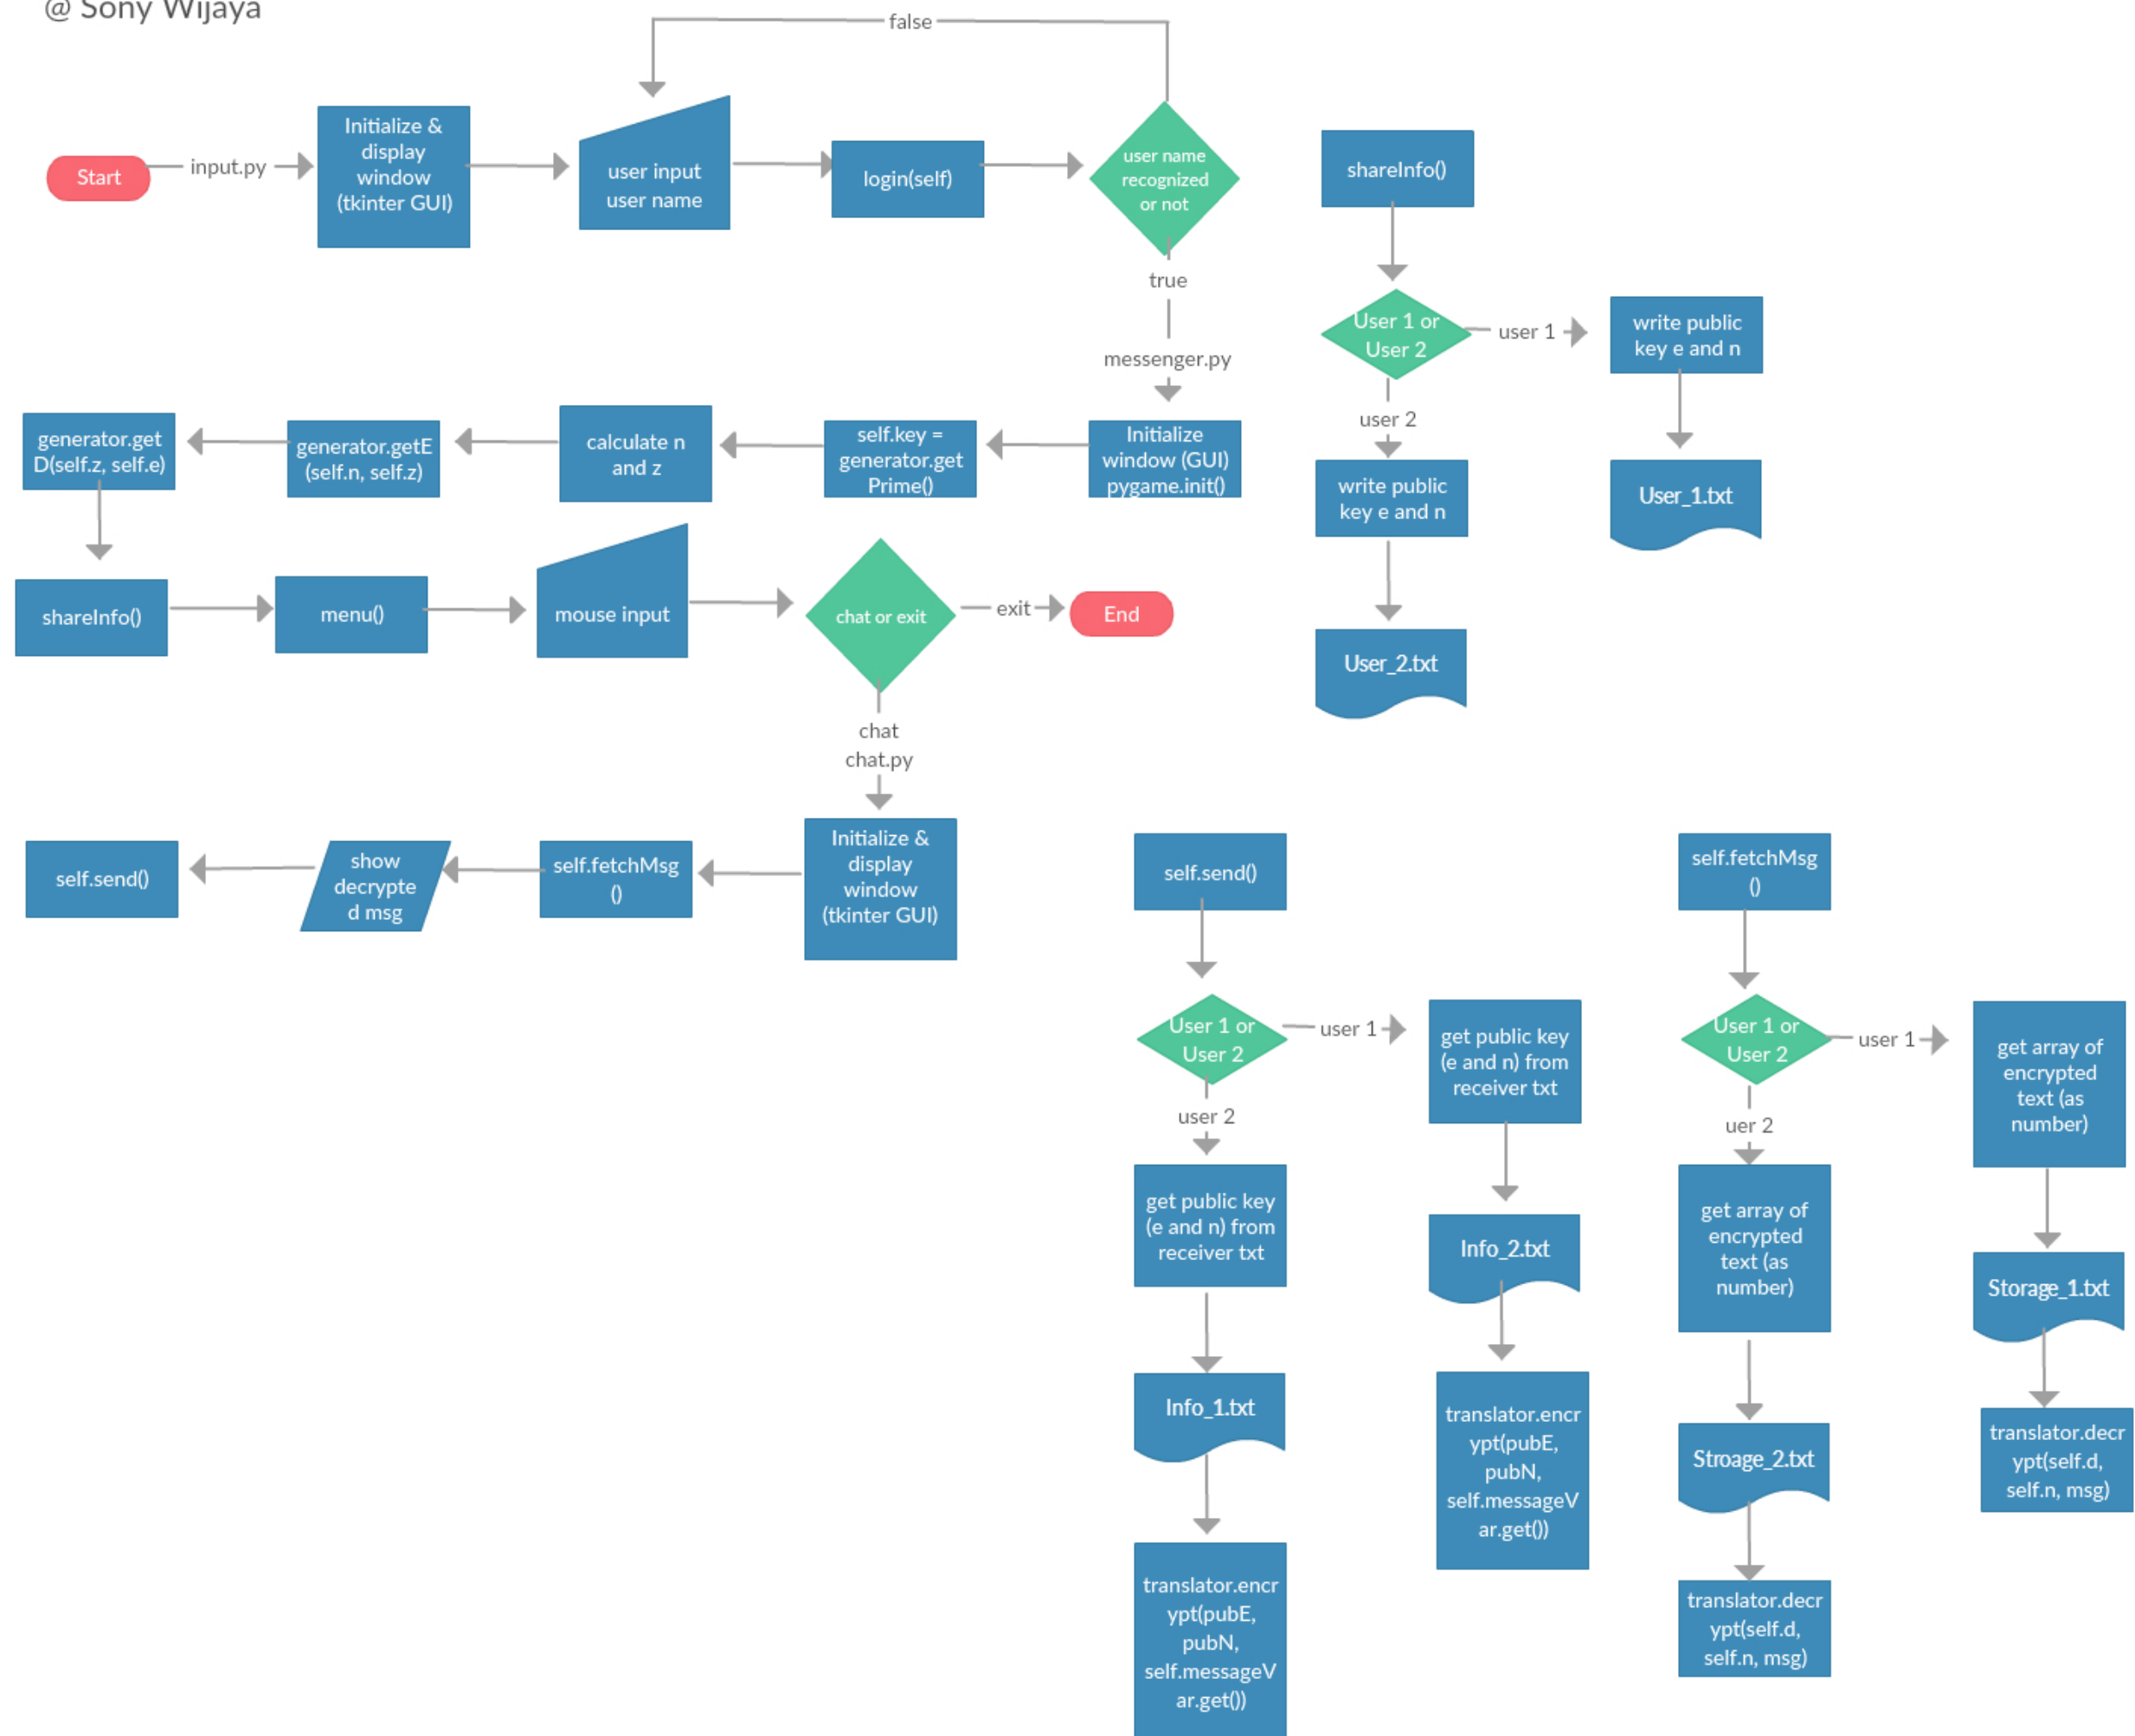 @ Sony Wijaya
false
Start
input.py
Initialize &
display
window
(tkinter GUI)
user input
user name
login(self)
user name
recognized
or not
true
messenger.py
Initialize
window (GUI)
pygame.init()
self.key =
generator.get
Prime()
calculate n
and z
generator.getE
(self.n, self.z)
generator.get
D(self.z, self.e)
shareInfo()
menu()
mouse input
chat or exit
exit
End
chat
chat.py
Initialize &
display
window
(tkinter GUI)
self.fetchMsg
()
show
decrypte
d msg
self.send()
shareInfo()
User 1 or
User 2
user 1
write public
key e and n
User_1.txt
user 2
write public
key e and n
User_2.txt
self.send()
User 1 or
User 2
user 1
get public key
(e and n) from
receiver txt
Info_2.txt
translator.encr
ypt(pubE,
pubN,
self.messageV
ar.get())
user 2
get public key
(e and n) from
receiver txt
Info_1.txt
translator.encr
ypt(pubE,
pubN,
self.messageV
ar.get())
self.fetchMsg
()
User 1 or
User 2
user 1
get array of
encrypted
text (as
number)
Storage_1.txt
translator.decr
ypt(self.d,
self.n, msg)
uer 2
get array of
encrypted
text (as
number)
Stroage_2.txt
translator.decr
ypt(self.d,
self.n, msg)